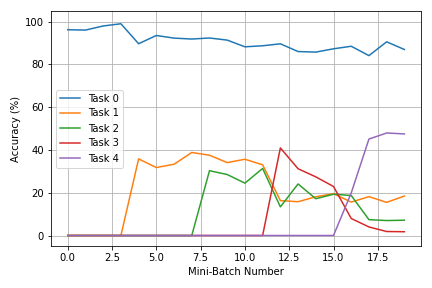 100
80
60
40
20
0
Accuracy (%)
Task 0
Task 1
Task 2
Task 3
Task 4
0.0 2.5 5.0 7.5 10.0 12.5 15.0 17.5
Mini-Batch Number